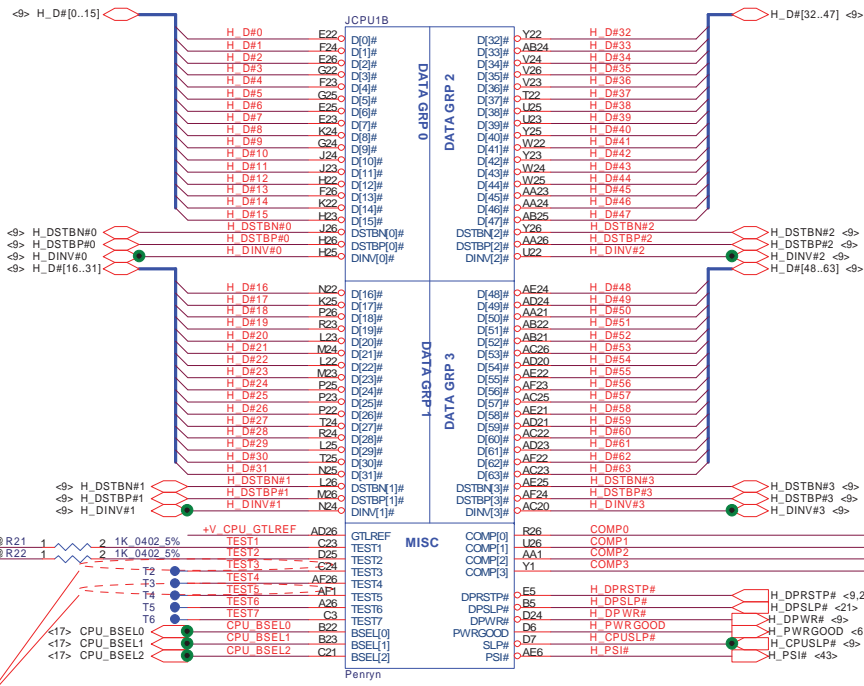 JCPU1B
<9> H_D#[0..15] H_D#[32..47] <9>
H_D#0 E22 D[0]# D[32]# Y22 H_D#32
H_D#1 F24 D[1]# D[33]# AB24 H_D#33
H_D#2 E26 D[2]# D[34]# V24 H_D#34
H_D#3 G22 D[3]# D[35]# V26 H_D#35
H_D#4 F23 D[4]# D[36]# V23 H_D#36
H_D#5 G25 D[5]# D[37]# T22 H_D#37
H_D#6 E25 D[6]# D[38]# U25 H_D#38
H_D#7 E23 D[7]# D[39]# U23 H_D#39
H_D#8 K24 D[8]# D[40]# Y25 H_D#40
H_D#9 G24 D[9]# D[41]# W22 H_D#41
H_D#10 J24 D[10]# D[42]# Y23 H_D#42
H_D#11 J23 D[11]# D[43]# W24 H_D#43
H_D#12 H22 D[12]# D[44]# W25 H_D#44
H_D#13 F26 D[13]# D[45]# AA23 H_D#45
H_D#14 K22 D[14]# D[46]# AA24 H_D#46
H_D#15 H23 D[15]# D[47]# AB25 H_D#47
<9> H_DSTBN#0 H_DSTBN#0 J26 DSTBN[0]# DSTBN[2]# Y26 H_DSTBN#2 H_DSTBN#2 <9>
<9> H_DSTBP#0 H_DSTBP#0 H26 DSTBP[0]# DSTBP[2]# AA26 H_DSTBP#2 H_DSTBP#2 <9>
<9> H_DINV#0 H_DINV#0 H25 DINV[0]# DINV[2]# U22 H_DINV#2 H_DINV#2 <9>
DATA GRP 0
DATA GRP 2
<9> H_D#[16..31] H_D#[48..63] <9>
H_D#16 N22 D[16]# D[48]# AE24 H_D#48
H_D#17 K25 D[17]# D[49]# AD24 H_D#49
H_D#18 P26 D[18]# D[50]# AA21 H_D#50
H_D#19 R23 D[19]# D[51]# AB22 H_D#51
H_D#20 L23 D[20]# D[52]# AB21 H_D#52
H_D#21 M24 D[21]# D[53]# AC26 H_D#53
H_D#22 L22 D[22]# D[54]# AD20 H_D#54
H_D#23 M23 D[23]# D[55]# AE22 H_D#55
H_D#24 P25 D[24]# D[56]# AF23 H_D#56
H_D#25 P23 D[25]# D[57]# AC25 H_D#57
H_D#26 P22 D[26]# D[58]# AE21 H_D#58
H_D#27 T24 D[27]# D[59]# AD21 H_D#59
H_D#28 R24 D[28]# D[60]# AC22 H_D#60
H_D#29 L25 D[29]# D[61]# AD23 H_D#61
H_D#30 T25 D[30]# D[62]# AF22 H_D#62
H_D#31 N25 D[31]# D[63]# AC23 H_D#63
<9> H_DSTBN#1 H_DSTBN#1 L26 DSTBN[1]# DSTBN[3]# AE25 H_DSTBN#3 H_DSTBN#3 <9>
<9> H_DSTBP#1 H_DSTBP#1 M26 DSTBP[1]# DSTBP[3]# AF24 H_DSTBP#3 H_DSTBP#3 <9>
<9> H_DINV#1 H_DINV#1 N24 DINV[1]# DINV[3]# AC20 H_DINV#3 H_DINV#3 <9>
DATA GRP 1
DATA GRP 3
MISC
+V_CPU_GTLREF AD26 GTLREF COMP[0] R26 COMP0
R21 1 2 1K_0402_5% TEST1 C23 TEST1 COMP[1] U26 COMP1
R22 1 2 1K_0402_5% TEST2 D25 TEST2 COMP[2] AA1 COMP2
T2 TEST3 C24 TEST3 COMP[3] Y1 COMP3
T3 TEST4 AF26 TEST4
T4 TEST5 AF1 TEST5 DPRSTP# E5 H_DPRSTP# H_DPRSTP# <9,2
T5 TEST6 A26 TEST6 DPSLP# B5 H_DPSLP# H_DPSLP# <21>
T6 TEST7 C3 TEST7 DPWR# D24 H_DPWR# H_DPWR# <9>
<17> CPU_BSEL0 CPU_BSEL0 B22 BSEL[0] PWRGOOD D6 H_PWRGOOD H_PWRGOOD <6
<17> CPU_BSEL1 CPU_BSEL1 B23 BSEL[1] SLP# D7 H_CPUSLP# H_CPUSLP# <9>
<17> CPU_BSEL2 CPU_BSEL2 C21 BSEL[2] PSI# AE6 H_PSI# H_PSI# <43>
Penryn